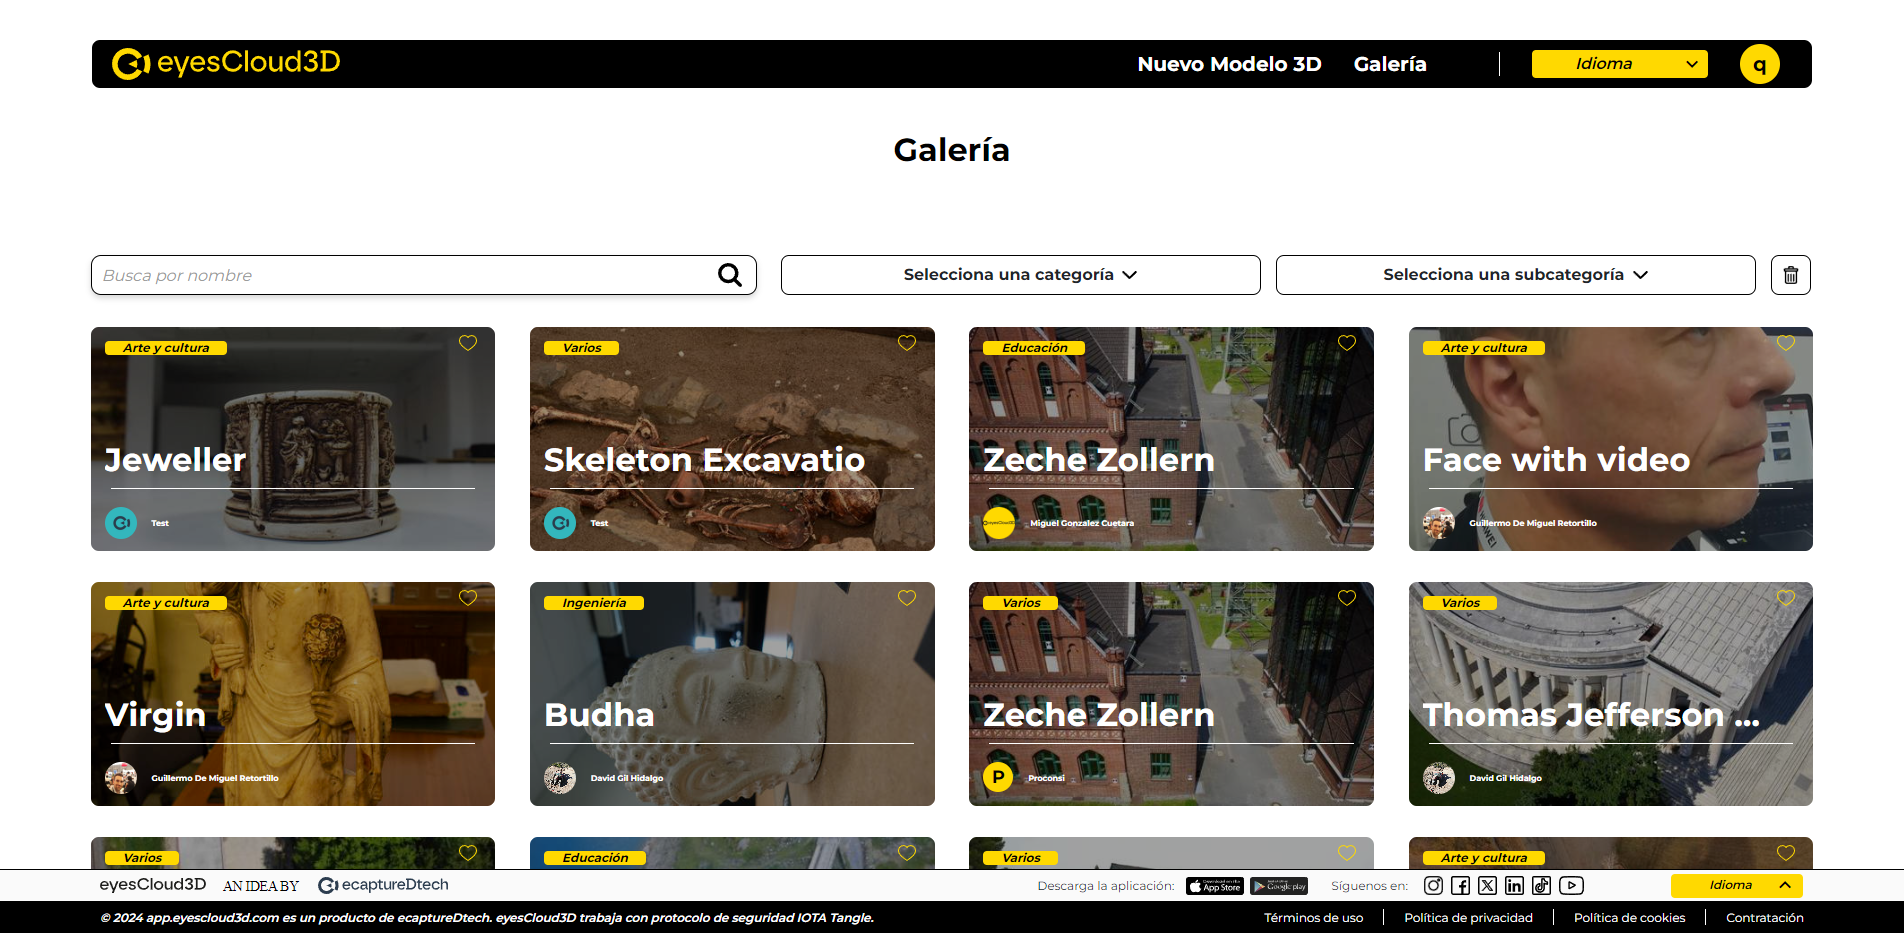 eyesCloud3D
Nuevo Modelo 3D
Galería
Idioma
q
Galería
Busca por nombre
Selecciona una categoría
Selecciona una subcategoría
Arte y cultura
Jeweller
Test
Varios
Skeleton Excavatio
Test
Educación
Zeche Zollern
eyesCloud3D
Miguel Gonzalez Cuetara
Arte y cultura
Face with video
Guillermo De Miguel Retortillo
Arte y cultura
Virgin
Guillermo De Miguel Retortillo
Ingeniería
Budha
David Gil Hidalgo
Varios
Zeche Zollern
P
Proconsi
Varios
Thomas Jefferson ...
David Gil Hidalgo
Varios
Educación
Varios
Arte y cultura
eyesCloud3D
AN IDEA BY
ecaptureDtech
Descarga la aplicación:
App Store
Google play
Síguenos en:
Idioma
© 2024 app.eyescloud3d.com es un producto de ecaptureDtech. eyesCloud3D trabaja con protocolo de seguridad IOTA Tangle.
Términos de uso
Política de privacidad
Política de cookies
Contratación